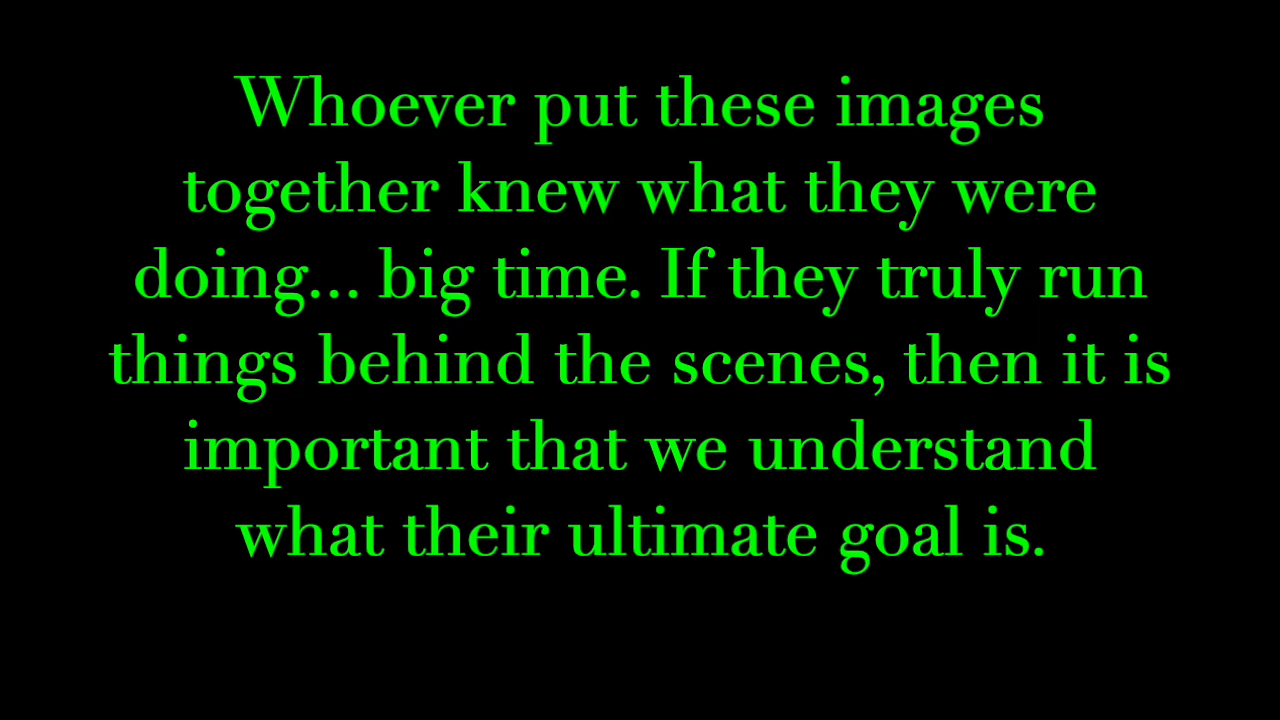 Whoever put these images
together knew what they were
doing... big time. If they truly run
things behind the scenes, then it is
important that we understand
what their ultimate goal is.